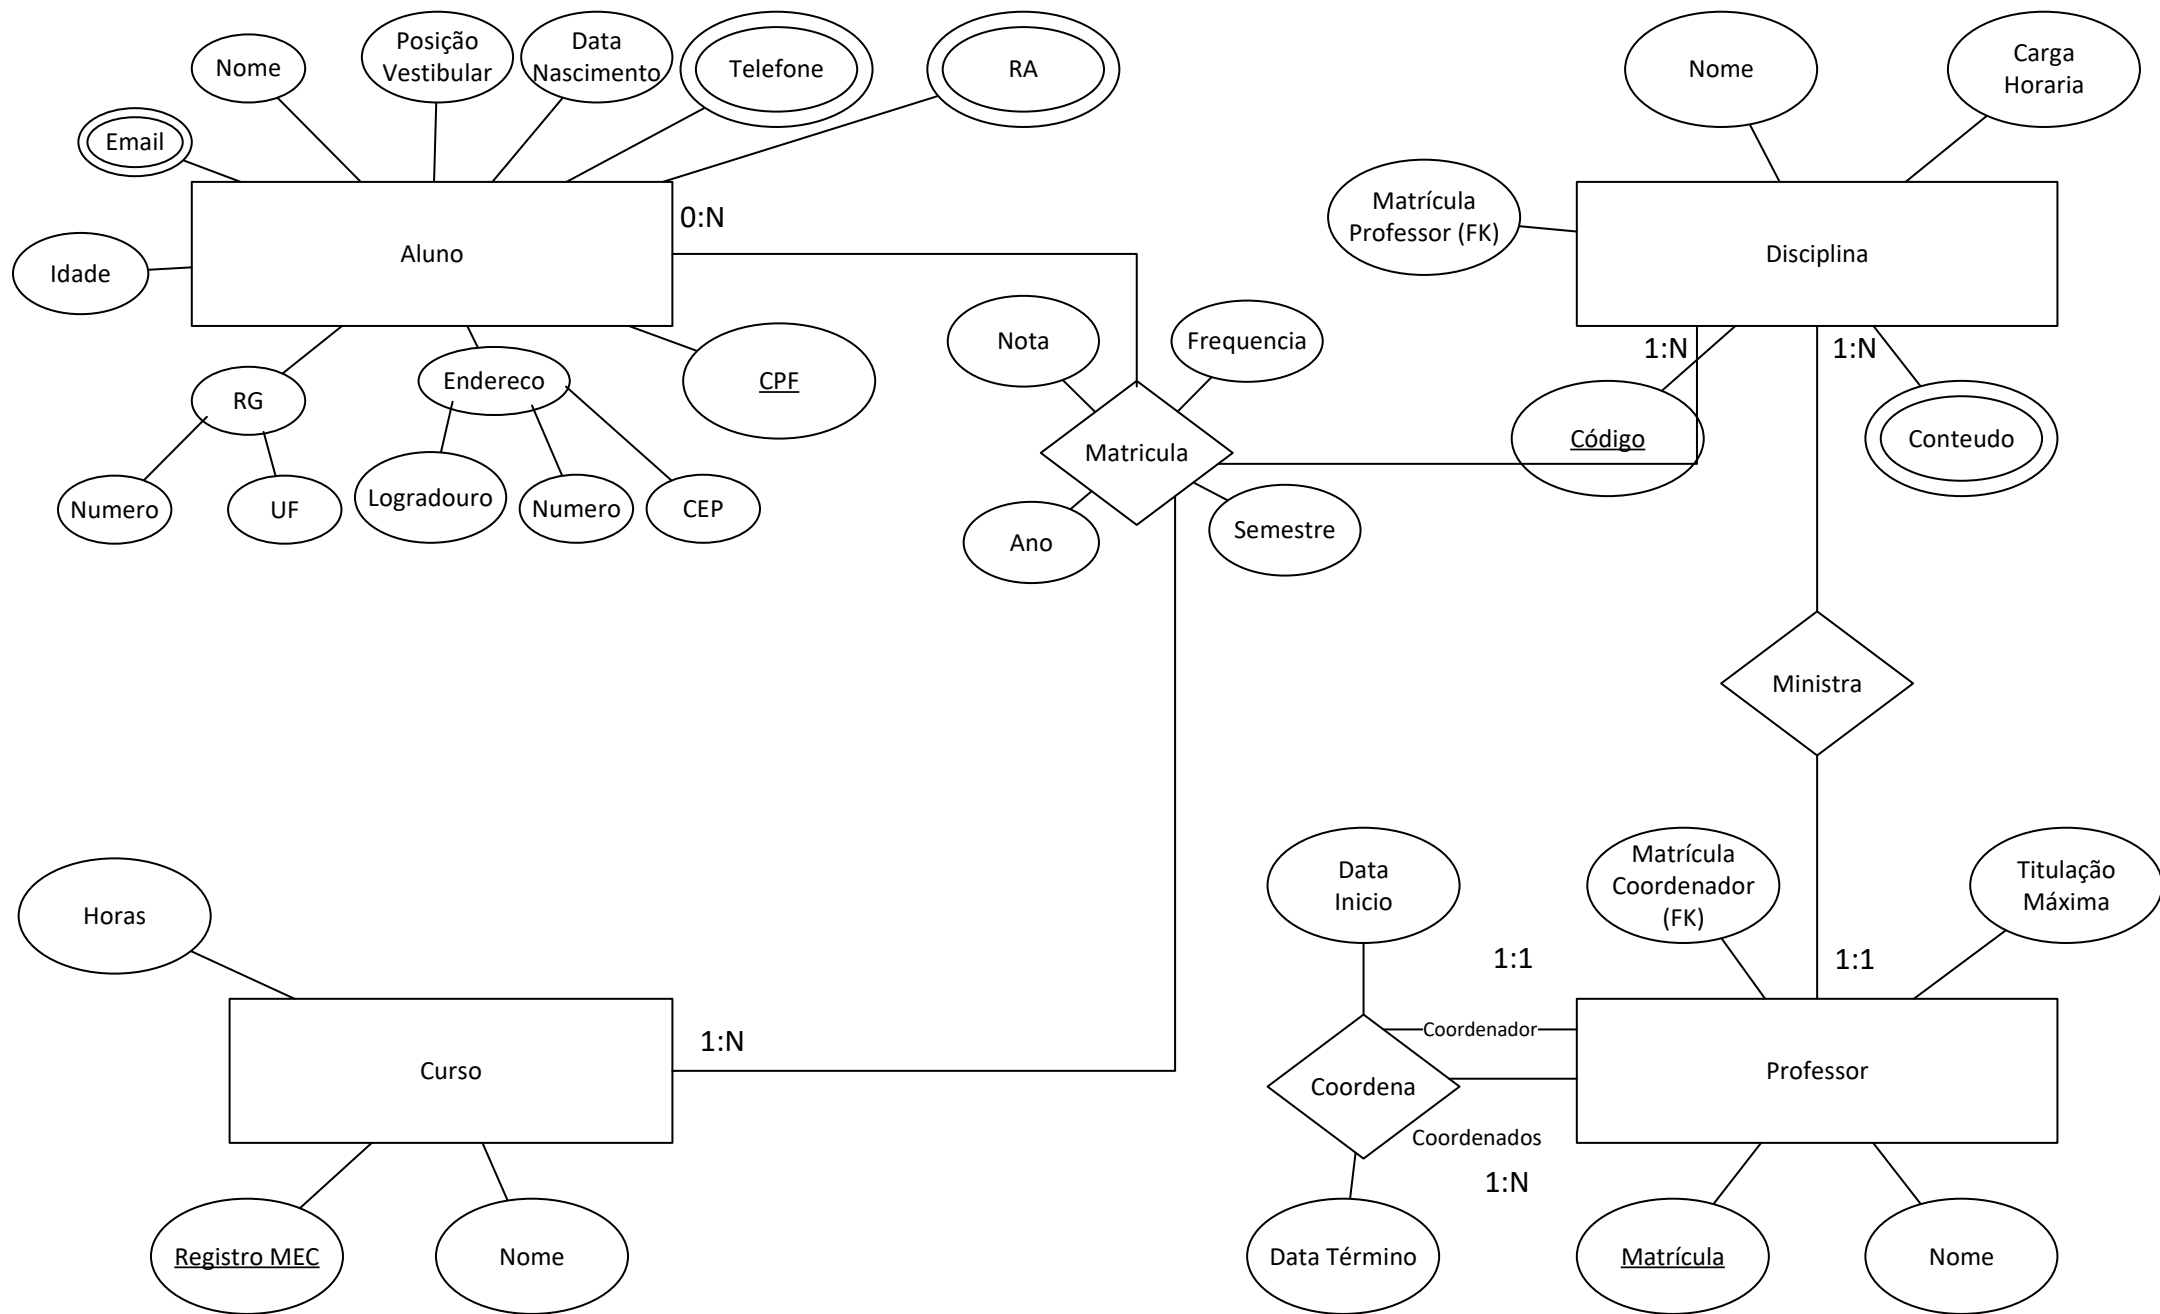 Nome
Posição
Vestibular
Data
Nascimento
Telefone
RA
Email
Idade
Aluno
0:N
RG
Numero
UF
Endereco
Logradouro
Numero
CEP
CPF
Nome
Carga
Horaria
Matrícula
Professor (FK)
Disciplina
1:N
1:N
Código
Conteudo
Nota
Frequencia
Matricula
Ano
Semestre
Ministra
Horas
Curso
1:N
Registro MEC
Nome
Data
Inicio
Matrícula
Coordenador
(FK)
Titulação
Máxima
1:1
1:1
Coordenador
Coordena
Professor
Coordenados
1:N
Data Término
Matrícula
Nome